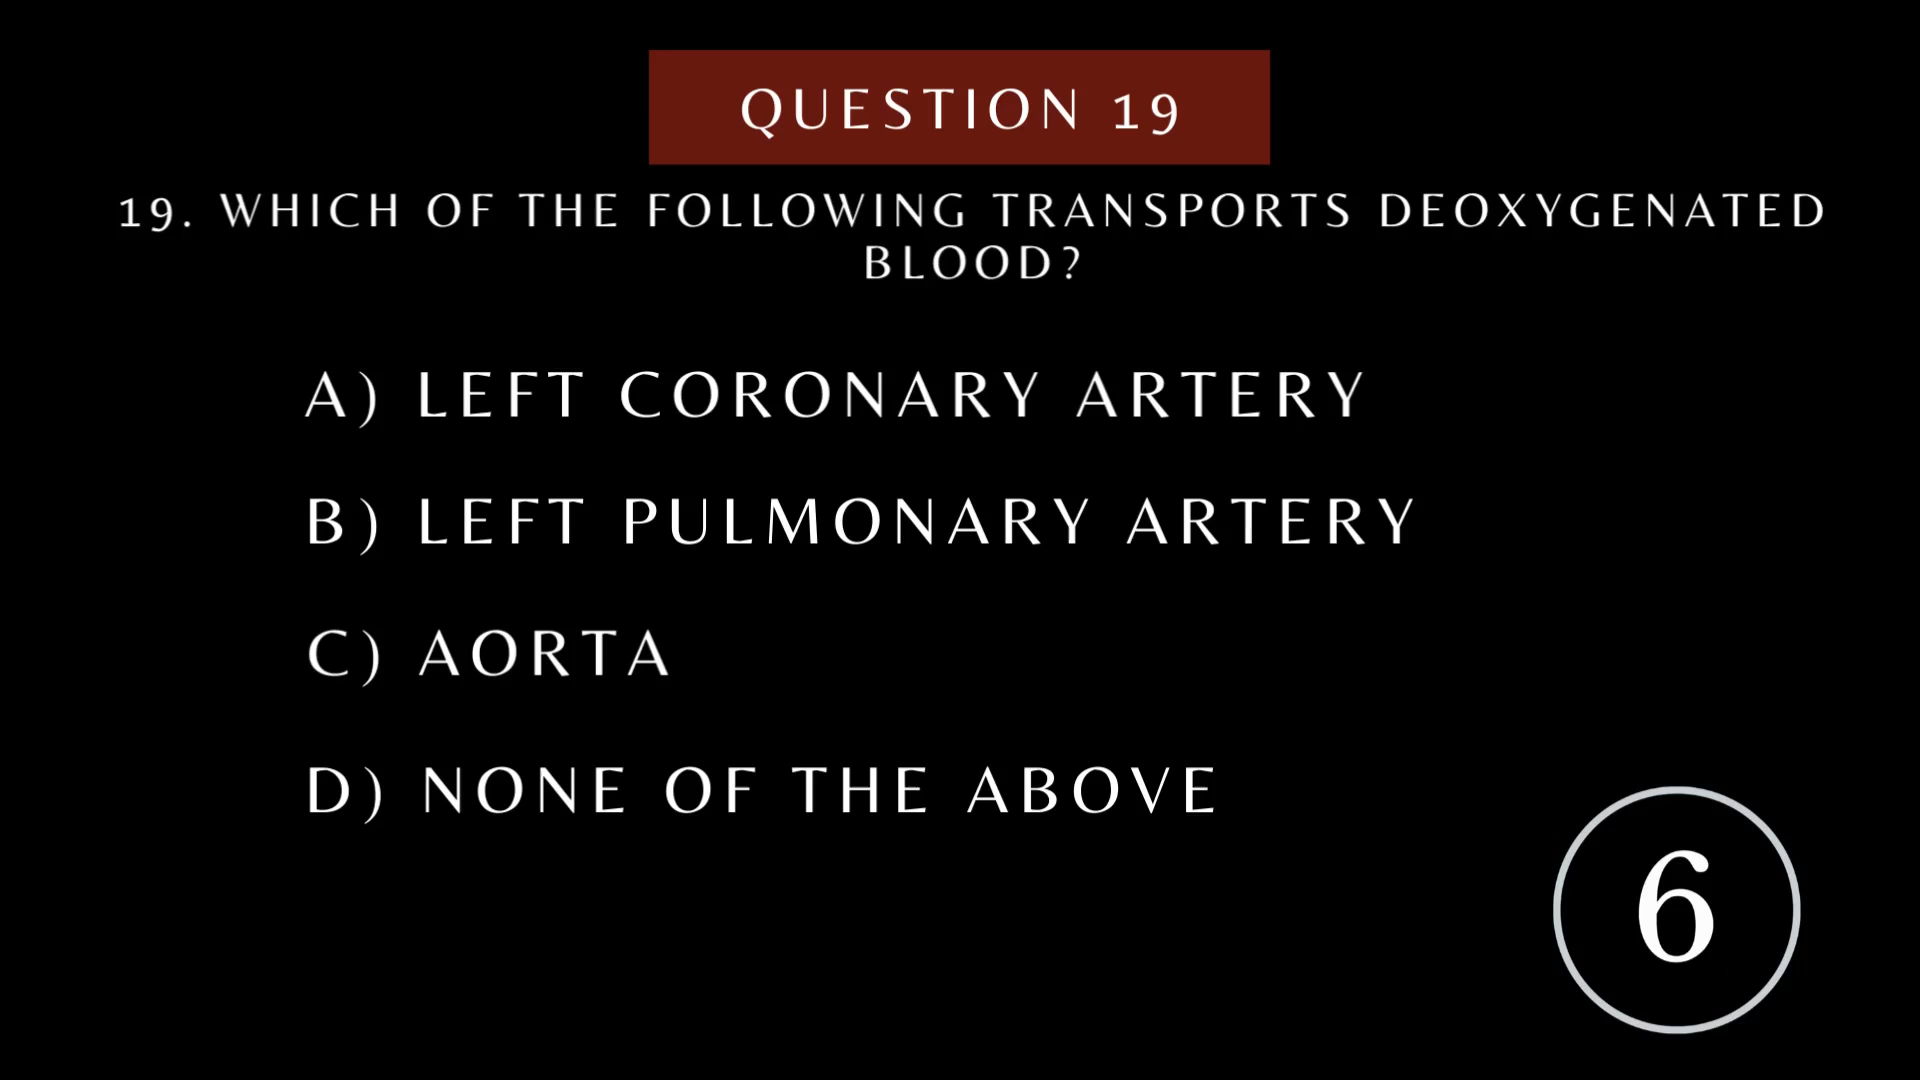 QUESTION 19
19. WHICH OF THE FOLLOWING TRANSPORTS DEOXYGENATED
BLOOD?
A) LEFT CORONARY ARTERY
B) LEFT PULMONARY ARTERY
C) AORTA
D) NONE OF THE ABOVE
6